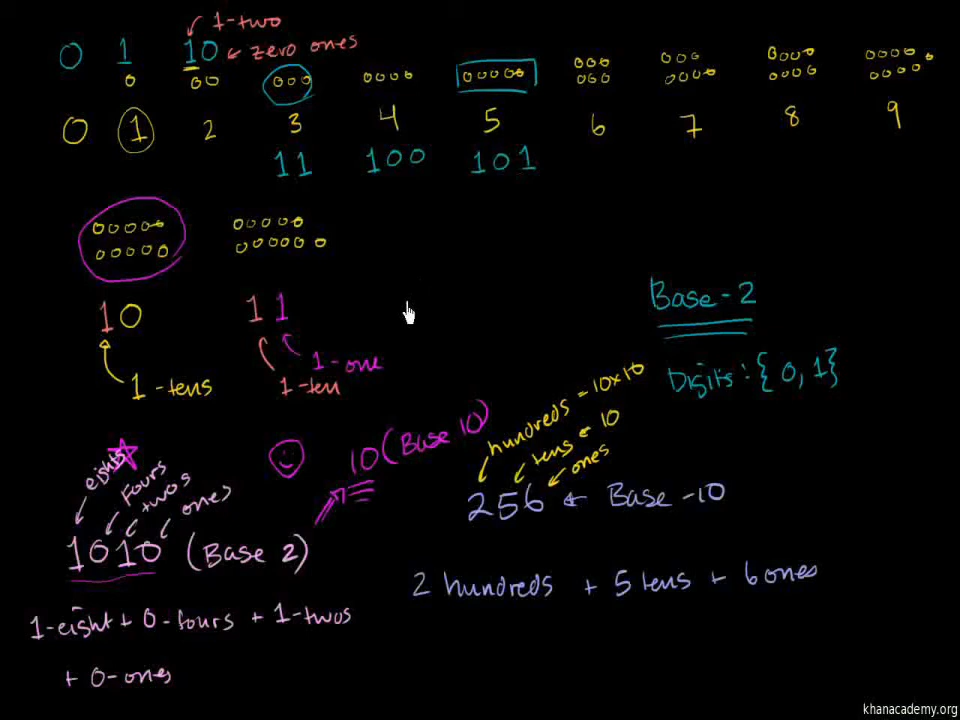 1-two
0 1 10 zero ones
0 1 2 3 4 5 6 7 8 9
11 100 101
10 11
1-one
1-tens 1-ten
Base-2
Digits: {0, 1}
hundreds = 10x10
tens ← 10
ones
256 ← Base-10
2 hundreds + 5 tens + 6 ones
10 (Base 10)
eights
fours
twos
ones
1010 (Base 2)
1-eight + 0-fours + 1-twos
+ 0-ones
khanacademy.org